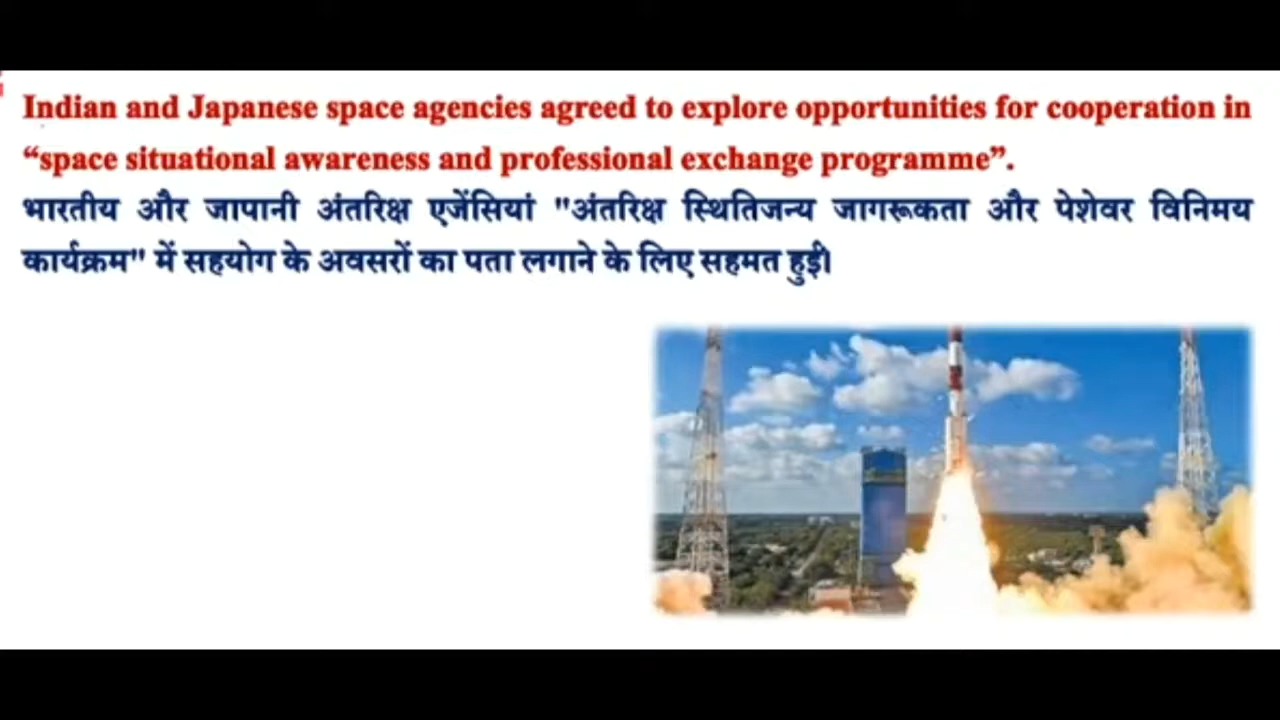 Indian and Japanese space agencies agreed to explore opportunities for cooperation in
“space situational awareness and professional exchange programme”.
भारतीय और जापानी अंतरिक्ष एजेंसियां "अंतरिक्ष स्थितिजन्य जागरूकता और पेशेवर विनिमय
कार्यक्रम" में सहयोग के अवसरों का पता लगाने के लिए सहमत हुईं।